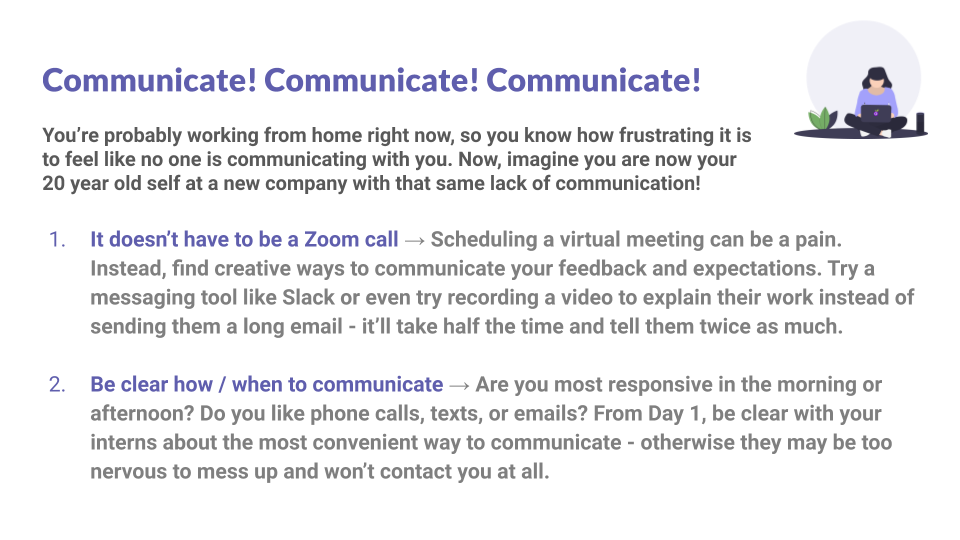 Communicate! Communicate! Communicate!
You’re probably working from home right now, so you know how frustrating it is
to feel like no one is communicating with you. Now, imagine you are now your
20 year old self at a new company with that same lack of communication!
1. It doesn’t have to be a Zoom call → Scheduling a virtual meeting can be a pain.
Instead, find creative ways to communicate your feedback and expectations. Try a
messaging tool like Slack or even try recording a video to explain their work instead of
sending them a long email - it’ll take half the time and tell them twice as much.
2. Be clear how / when to communicate → Are you most responsive in the morning or
afternoon? Do you like phone calls, texts, or emails? From Day 1, be clear with your
interns about the most convenient way to communicate - otherwise they may be too
nervous to mess up and won’t contact you at all.